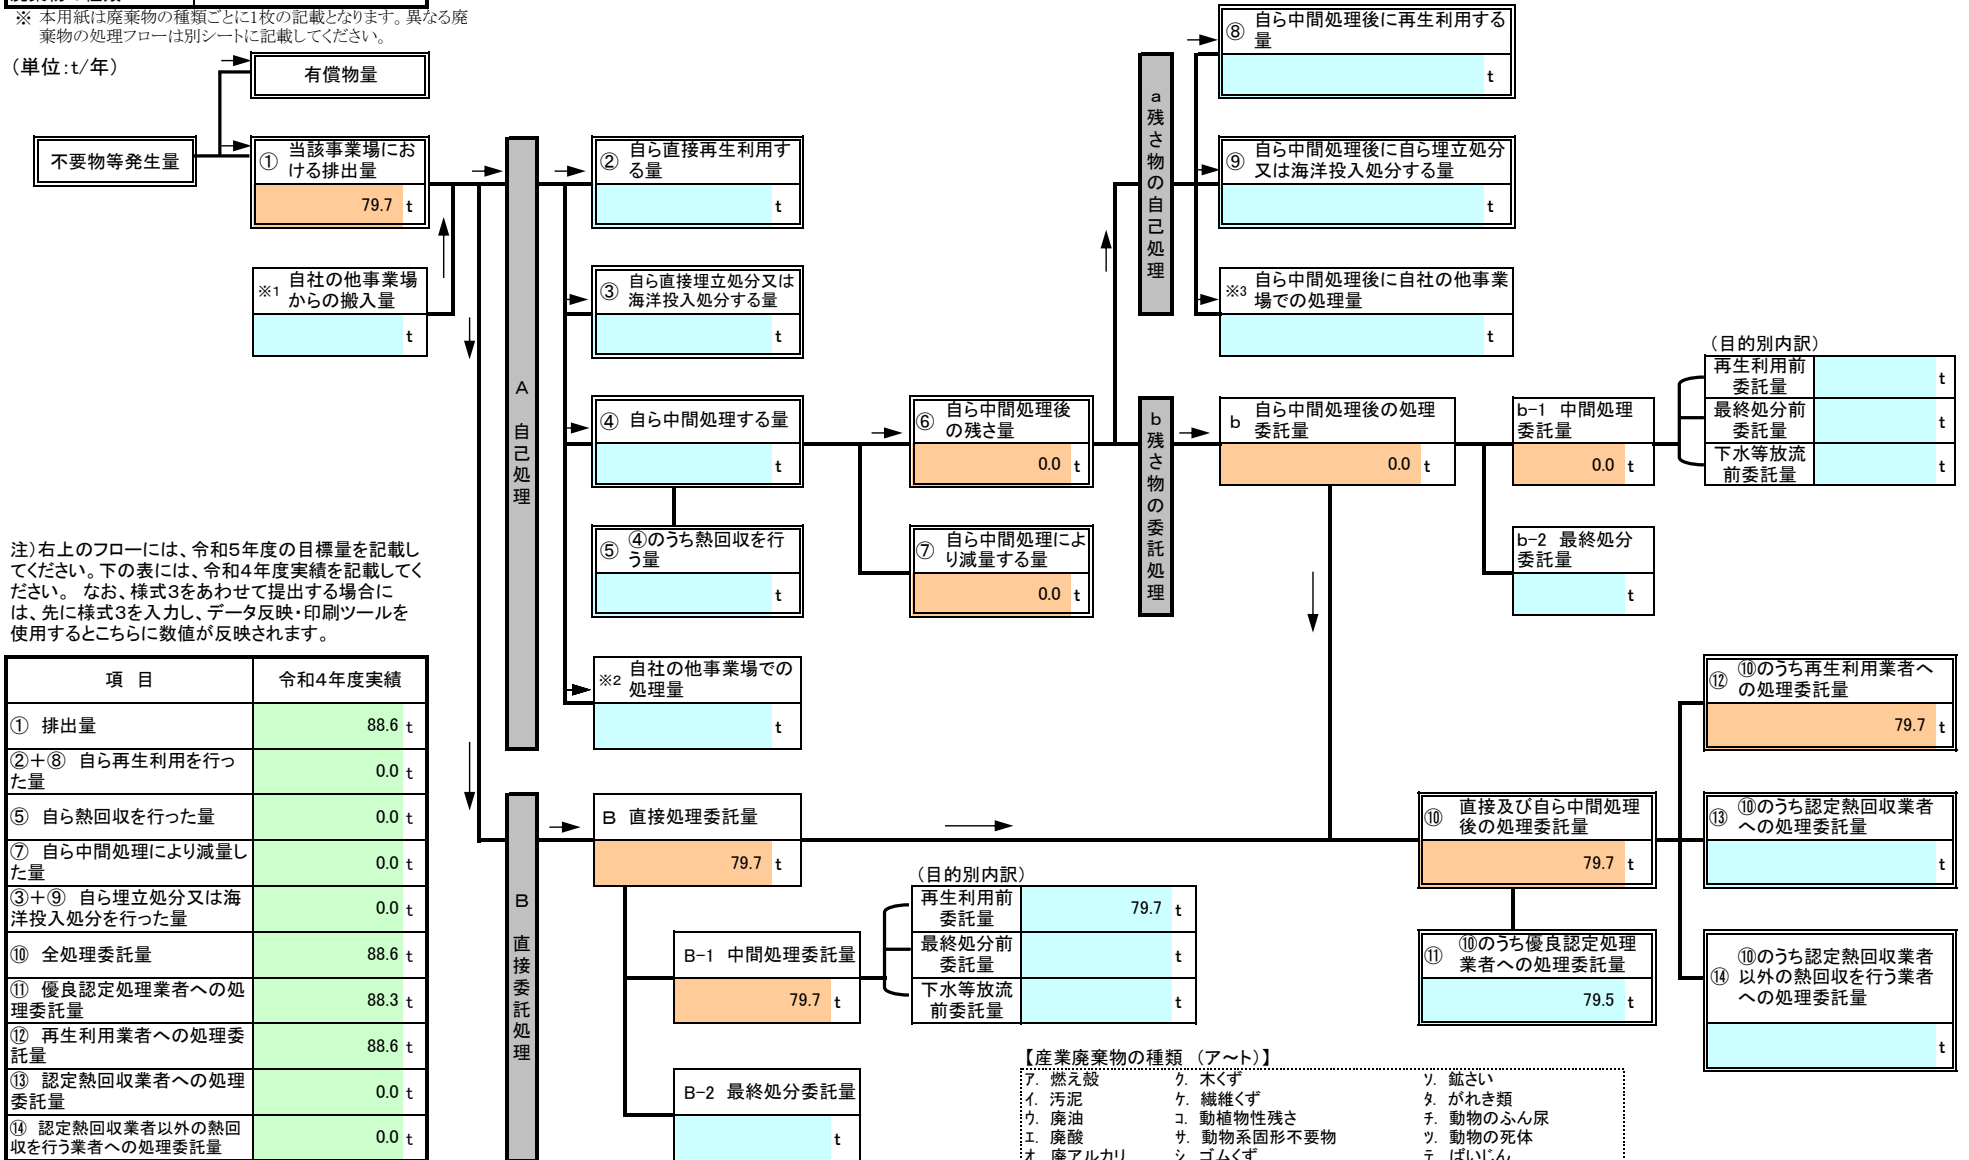 ※ 本用紙は廃棄物の種類ごとに1枚の記載となります。異なる廃
棄物の処理フローは別シートに記載してください。
（単位：t/年）
有償物量
不要物等発生量
① 当該事業場にお
ける排出量
79.7 t
※1 自社の他事業場
からの搬入量
t
A 自己処理
② 自ら直接再生利用す
る量
t
③ 自ら直接埋立処分又は
海洋投入処分する量
t
④ 自ら中間処理する量
t
⑤ ④のうち熱回収を行
う量
t
※2 自社の他事業場での
処理量
t
⑥ 自ら中間処理後
の残さ量
0.0 t
⑦ 自ら中間処理によ
り減量する量
0.0 t
a 残さ物の自己処理
⑧ 自ら中間処理後に再生利用する
量
t
⑨ 自ら中間処理後に自ら埋立処分
又は海洋投入処分する量
t
※3 自ら中間処理後に自社の他事業
場での処理量
t
b 残さ物の委託処理
b 自ら中間処理後の処理
委託量
0.0 t
b-1 中間処理
委託量
0.0 t
b-2 最終処分
委託量
t
（目的別内訳）
再生利用前
委託量
t
最終処分前
委託量
t
下水等放流
前委託量
t
注）右上のフローには、令和５年度の目標量を記載し
てください。下の表には、令和４年度実績を記載してく
ださい。 なお、様式3をあわせて提出する場合に
は、先に様式3を入力し、データ反映・印刷ツールを
使用するとこちらに数値が反映されます。
項 目 令和４年度実績
① 排出量 88.6 t
②＋⑧ 自ら再生利用を行っ
た量 0.0 t
⑤ 自ら熱回収を行った量 0.0 t
⑦ 自ら中間処理により減量し
た量 0.0 t
③＋⑨ 自ら埋立処分又は海
洋投入処分を行った量 0.0 t
⑩ 全処理委託量 88.6 t
⑪ 優良認定処理業者への処
理委託量 88.3 t
⑫ 再生利用業者への処理委
託量 88.6 t
⑬ 認定熱回収業者への処理
委託量 0.0 t
⑭ 認定熱回収業者以外の熱回
収を行う業者への処理委託量 0.0 t
B 直接委託処理
B 直接処理委託量
79.7 t
B-1 中間処理委託量
79.7 t
B-2 最終処分委託量
t
（目的別内訳）
再生利用前
委託量
79.7 t
最終処分前
委託量
t
下水等放流
前委託量
t
⑩ 直接及び自ら中間処理
後の処理委託量
79.7 t
⑪ ⑩のうち優良認定処理
業者への処理委託量
79.5 t
⑫ ⑩のうち再生利用業者へ
の処理委託量
79.7 t
⑬ ⑩のうち認定熱回収業者
への処理委託量
t
⑭ ⑩のうち認定熱回収業者
以外の熱回収を行う業者
への処理委託量
t
【産業廃棄物の種類 （ア〜ト）】
ア. 燃え殻 ク. 木くず ソ. 鉱さい
イ. 汚泥 ケ. 繊維くず タ. がれき類
ウ. 廃油 コ. 動植物性残さ チ. 動物のふん尿
エ. 廃酸 サ. 動物系固形不要物 ツ. 動物の死体
オ. 廃アルカリ シ. ゴムくず テ. ばいじん